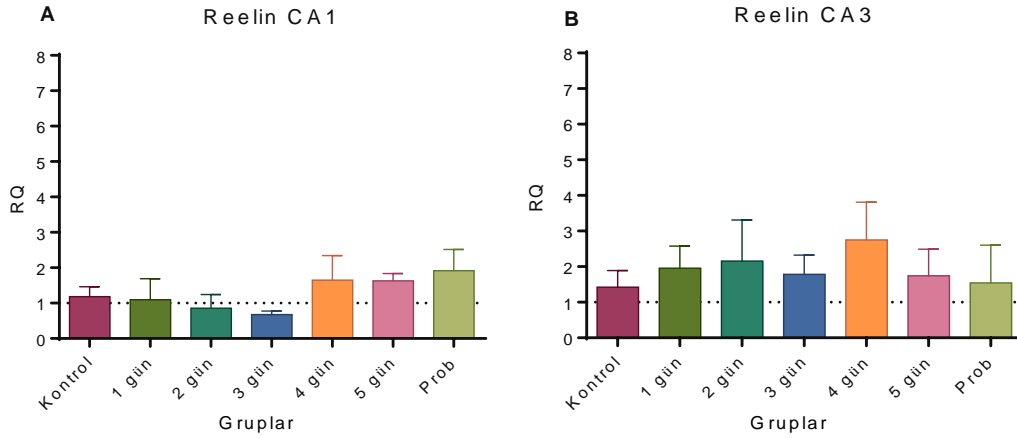 A
Reelin CA1
RQ
8
7
6
5
4
3
2
1
0
Kontrol
1 gün
2 gün
3 gün
4 gün
5 gün
Prob
Gruplar
B
Reelin CA3
RQ
8
7
6
5
4
3
2
1
0
Kontrol
1 gün
2 gün
3 gün
4 gün
5 gün
Prob
Gruplar